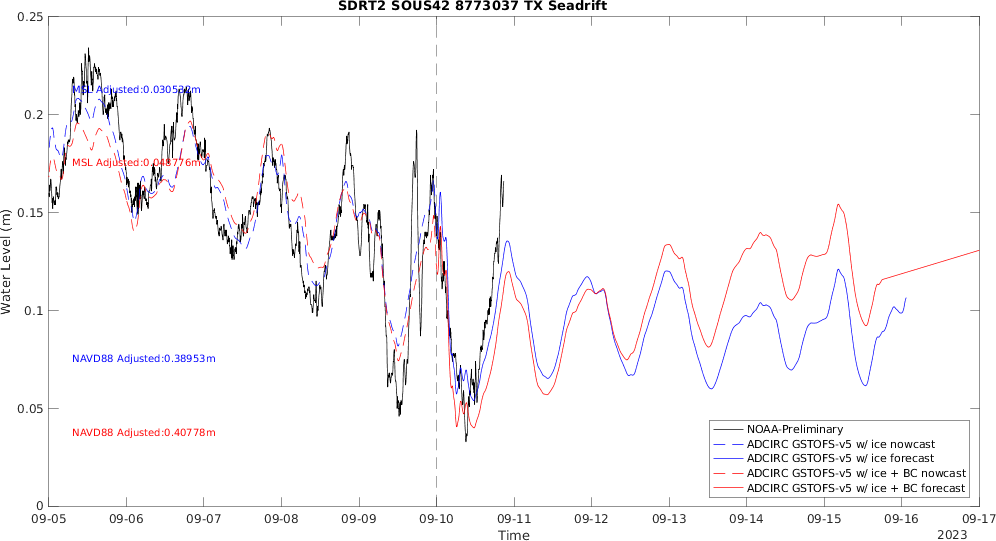 SDRT2 SOUS42 8773037 TX Seadrift
0.25
0.2
0.15
0.1
0.05
0
Water Level (m)
MSL Adjusted:0.030532m
MSL Adjusted:0.048776m
NAVD88 Adjusted:0.38953m
NAVD88 Adjusted:0.40778m
NOAA-Preliminary
ADCIRC GSTOFS-v5 w/ ice nowcast
ADCIRC GSTOFS-v5 w/ ice forecast
ADCIRC GSTOFS-v5 w/ ice + BC nowcast
ADCIRC GSTOFS-v5 w/ ice + BC forecast
09-05 09-06 09-07 09-08 09-09 09-10 09-11 09-12 09-13 09-14 09-15 09-16 09-17
Time
2023